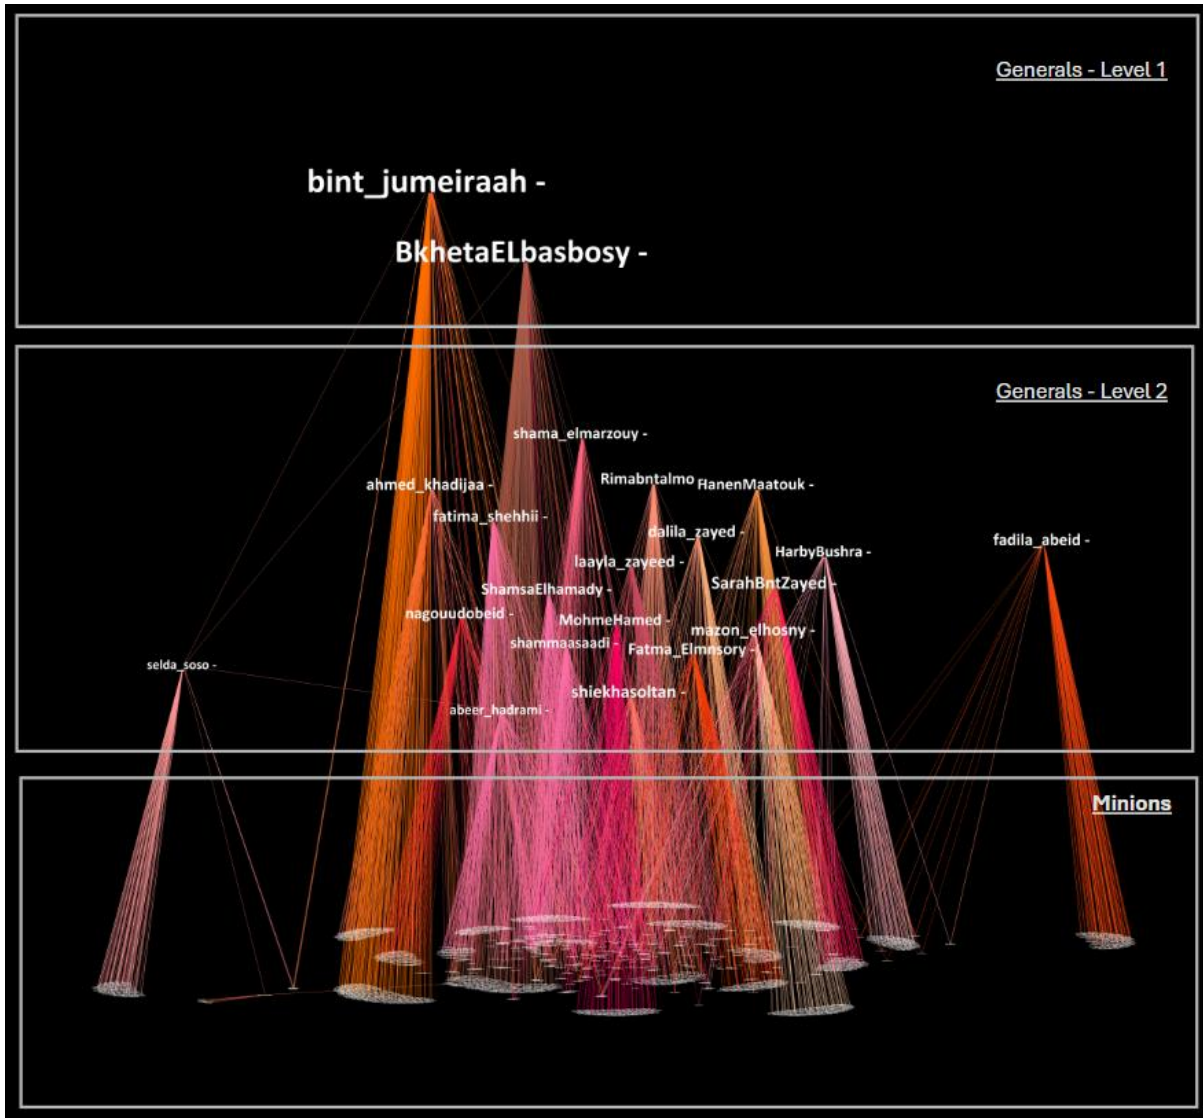 Generals - Level 1
bint_jumeiraah -
BkhetaELbasbosy -
Generals - Level 2
shama_elmarzouy -
ahmed_khadijaa -
Rimabntalmo
HanenMaatouk -
fatima_shehhii -
dalila_zayed -
HarbyBushra -
fadila_abeid -
laayla_zayeed -
ShamsaElhamady -
SarahBntZayed -
nagouudobeid -
MohmeHamed -
mazon_elhosny -
shammaasaadi -
Fatma_Elmnsory -
selda_soso -
shiekhasoltan -
abeer_hadrami -
Minions